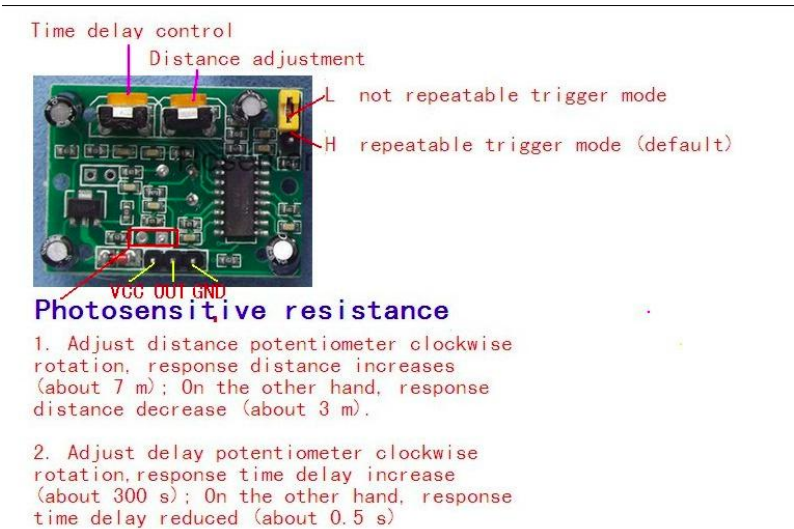 Time delay control
Distance adjustment
L not repeatable trigger mode
H repeatable trigger mode (default)
VCC OUT GND
Photosensitive resistance
1. Adjust distance potentiometer clockwise
rotation, response distance increases
(about 7 m); On the other hand, response
distance decrease (about 3 m).
2. Adjust delay potentiometer clockwise
rotation,response time delay increase
(about 300 s); On the other hand, response
time delay reduced (about 0.5 s)